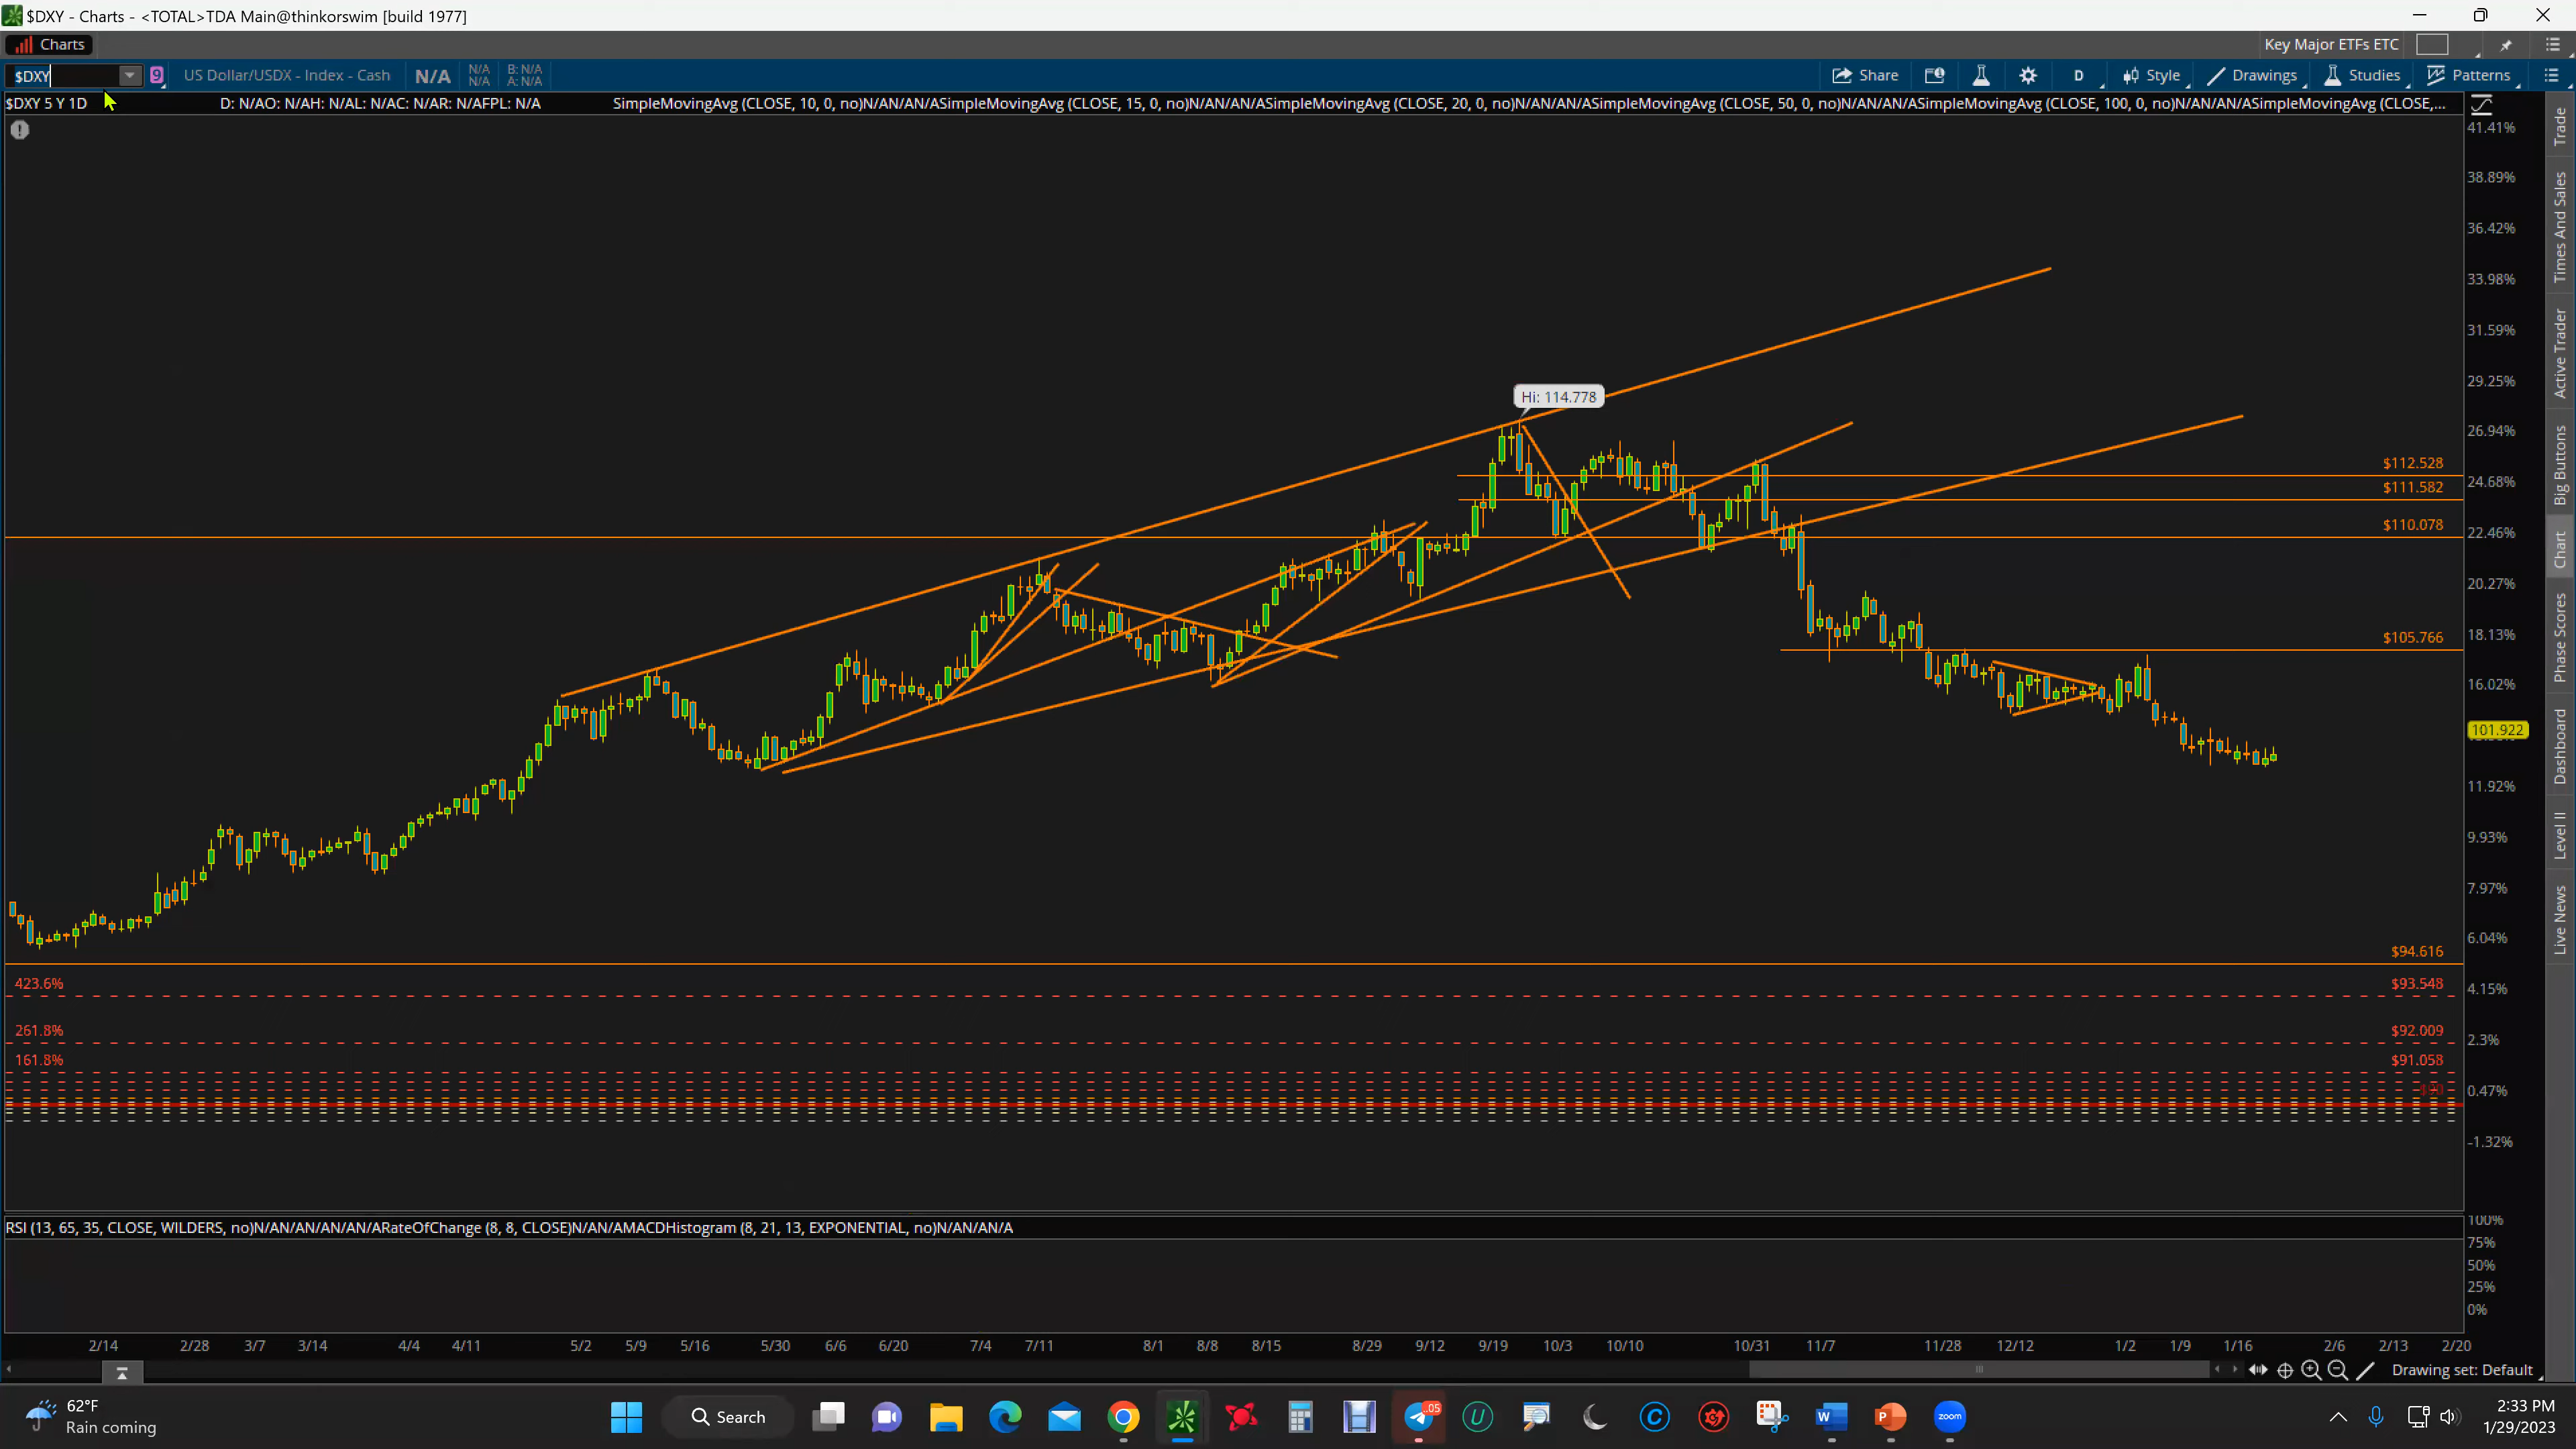 $DXY - Charts - <TOTAL>TDA Main@thinkorswim [build 1977]
Charts
Key Major ETFs ETC
$DXY
9
US Dollar/USDX - Index - Cash
N/A
N/A
N/A
B: N/A
A: N/A
Share
D
Style
Drawings
Studies
Patterns
$DXY 5 Y 1D
D: N/AO: N/AH: N/AL: N/AC: N/AR: N/AFPL: N/A
SimpleMovingAvg (CLOSE, 10, 0, no)N/AN/AN/ASimpleMovingAvg (CLOSE, 15, 0, no)N/AN/AN/ASimpleMovingAvg (CLOSE, 20, 0, no)N/AN/AN/ASimpleMovingAvg (CLOSE, 50, 0, no)N/AN/AN/ASimpleMovingAvg (CLOSE, 100, 0, no)N/AN/AN/ASimpleMovingAvg (CLOSE,...
41.41%
38.89%
36.42%
33.98%
31.59%
29.25%
26.94%
24.68%
22.46%
20.27%
18.13%
16.02%
101.922
11.92%
9.93%
7.97%
6.04%
4.15%
2.3%
0.47%
-1.32%
Hi: 114.778
$112.528
$111.582
$110.078
$105.766
$94.616
423.6%
$93.548
261.8%
$92.009
161.8%
$91.058
Trade
Times And Sales
Active Trader
Big Buttons
Chart
Phase Scores
Dashboard
Level II
Live News
RSI (13, 65, 35, CLOSE, WILDERS, no)N/AN/AN/AN/AN/ARateOfChange (8, 8, CLOSE)N/AN/AMACDHistogram (8, 21, 13, EXPONENTIAL, no)N/AN/AN/A
100%
75%
50%
25%
0%
2/14 2/28 3/7 3/14 4/4 4/11 5/2 5/9 5/16 5/30 6/6 6/20 7/4 7/11 8/1 8/8 8/15 8/29 9/12 9/19 10/3 10/10 10/31 11/7 11/28 12/12 1/2 1/9 1/16 2/6 2/13 2/20
Drawing set: Default
62°F
Rain coming
Search
.05
zoom
2:33 PM
1/29/2023